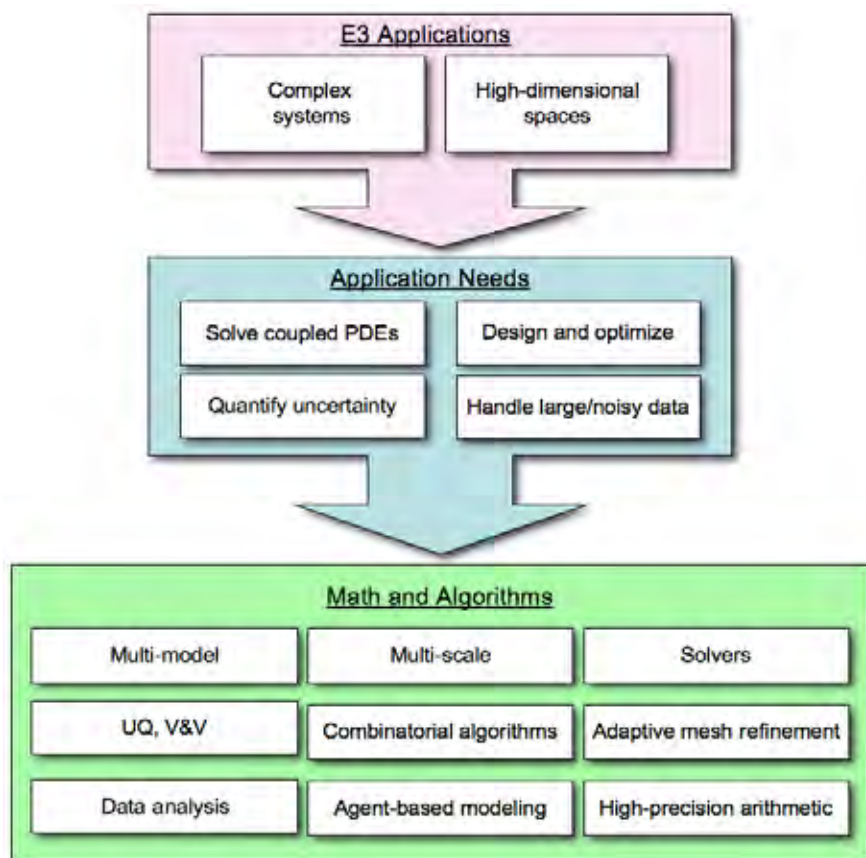 E3 Applications
Complex
systems
High-dimensional
spaces
Application Needs
Solve coupled PDEs
Design and optimize
Quantify uncertainty
Handle large/noisy data
Math and Algorithms
Multi-model
Multi-scale
Solvers
UQ, V&V
Combinatorial algorithms
Adaptive mesh refinement
Data analysis
Agent-based modeling
High-precision arithmetic